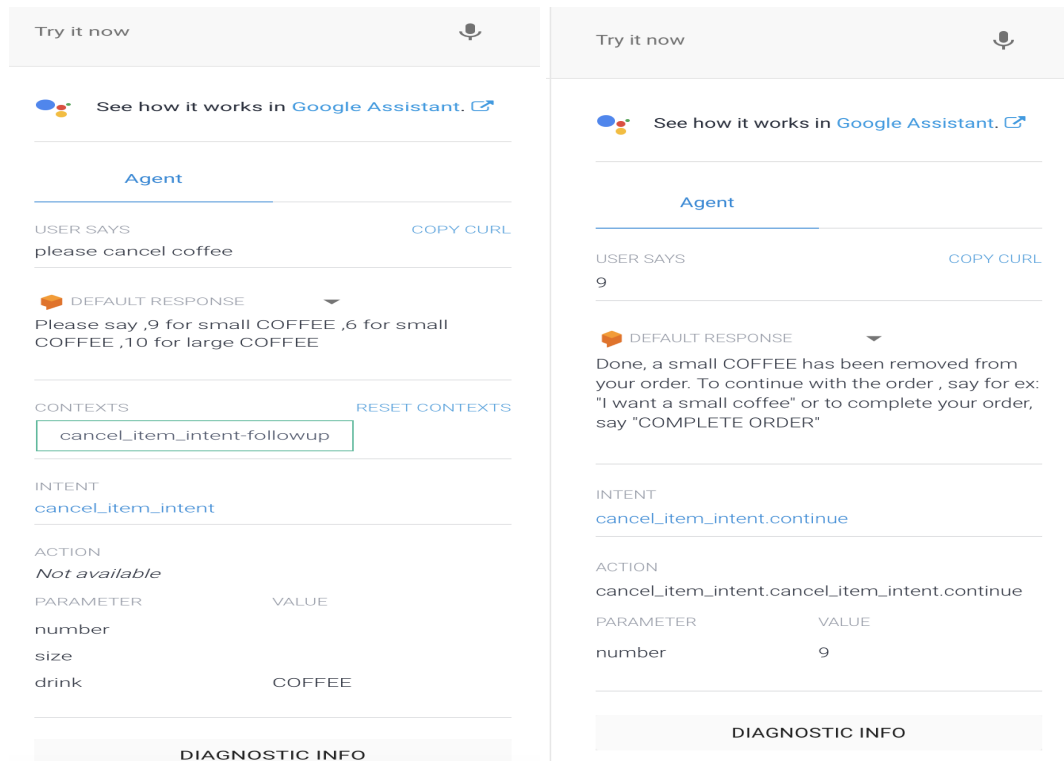 Try it now
See how it works in Google Assistant.
Agent
USER SAYS COPY CURL
please cancel coffee
DEFAULT RESPONSE
Please say ,9 for small COFFEE ,6 for small
COFFEE ,10 for large COFFEE
CONTEXTS RESET CONTEXTS
cancel_item_intent-followup
INTENT
cancel_item_intent
ACTION
Not available
PARAMETER VALUE
number
size
drink COFFEE
DIAGNOSTIC INFO
Try it now
See how it works in Google Assistant.
Agent
USER SAYS COPY CURL
9
DEFAULT RESPONSE
Done, a small COFFEE has been removed from
your order. To continue with the order , say for ex:
"I want a small coffee" or to complete your order,
say "COMPLETE ORDER"
INTENT
cancel_item_intent.continue
ACTION
cancel_item_intent.cancel_item_intent.continue
PARAMETER VALUE
number 9
DIAGNOSTIC INFO